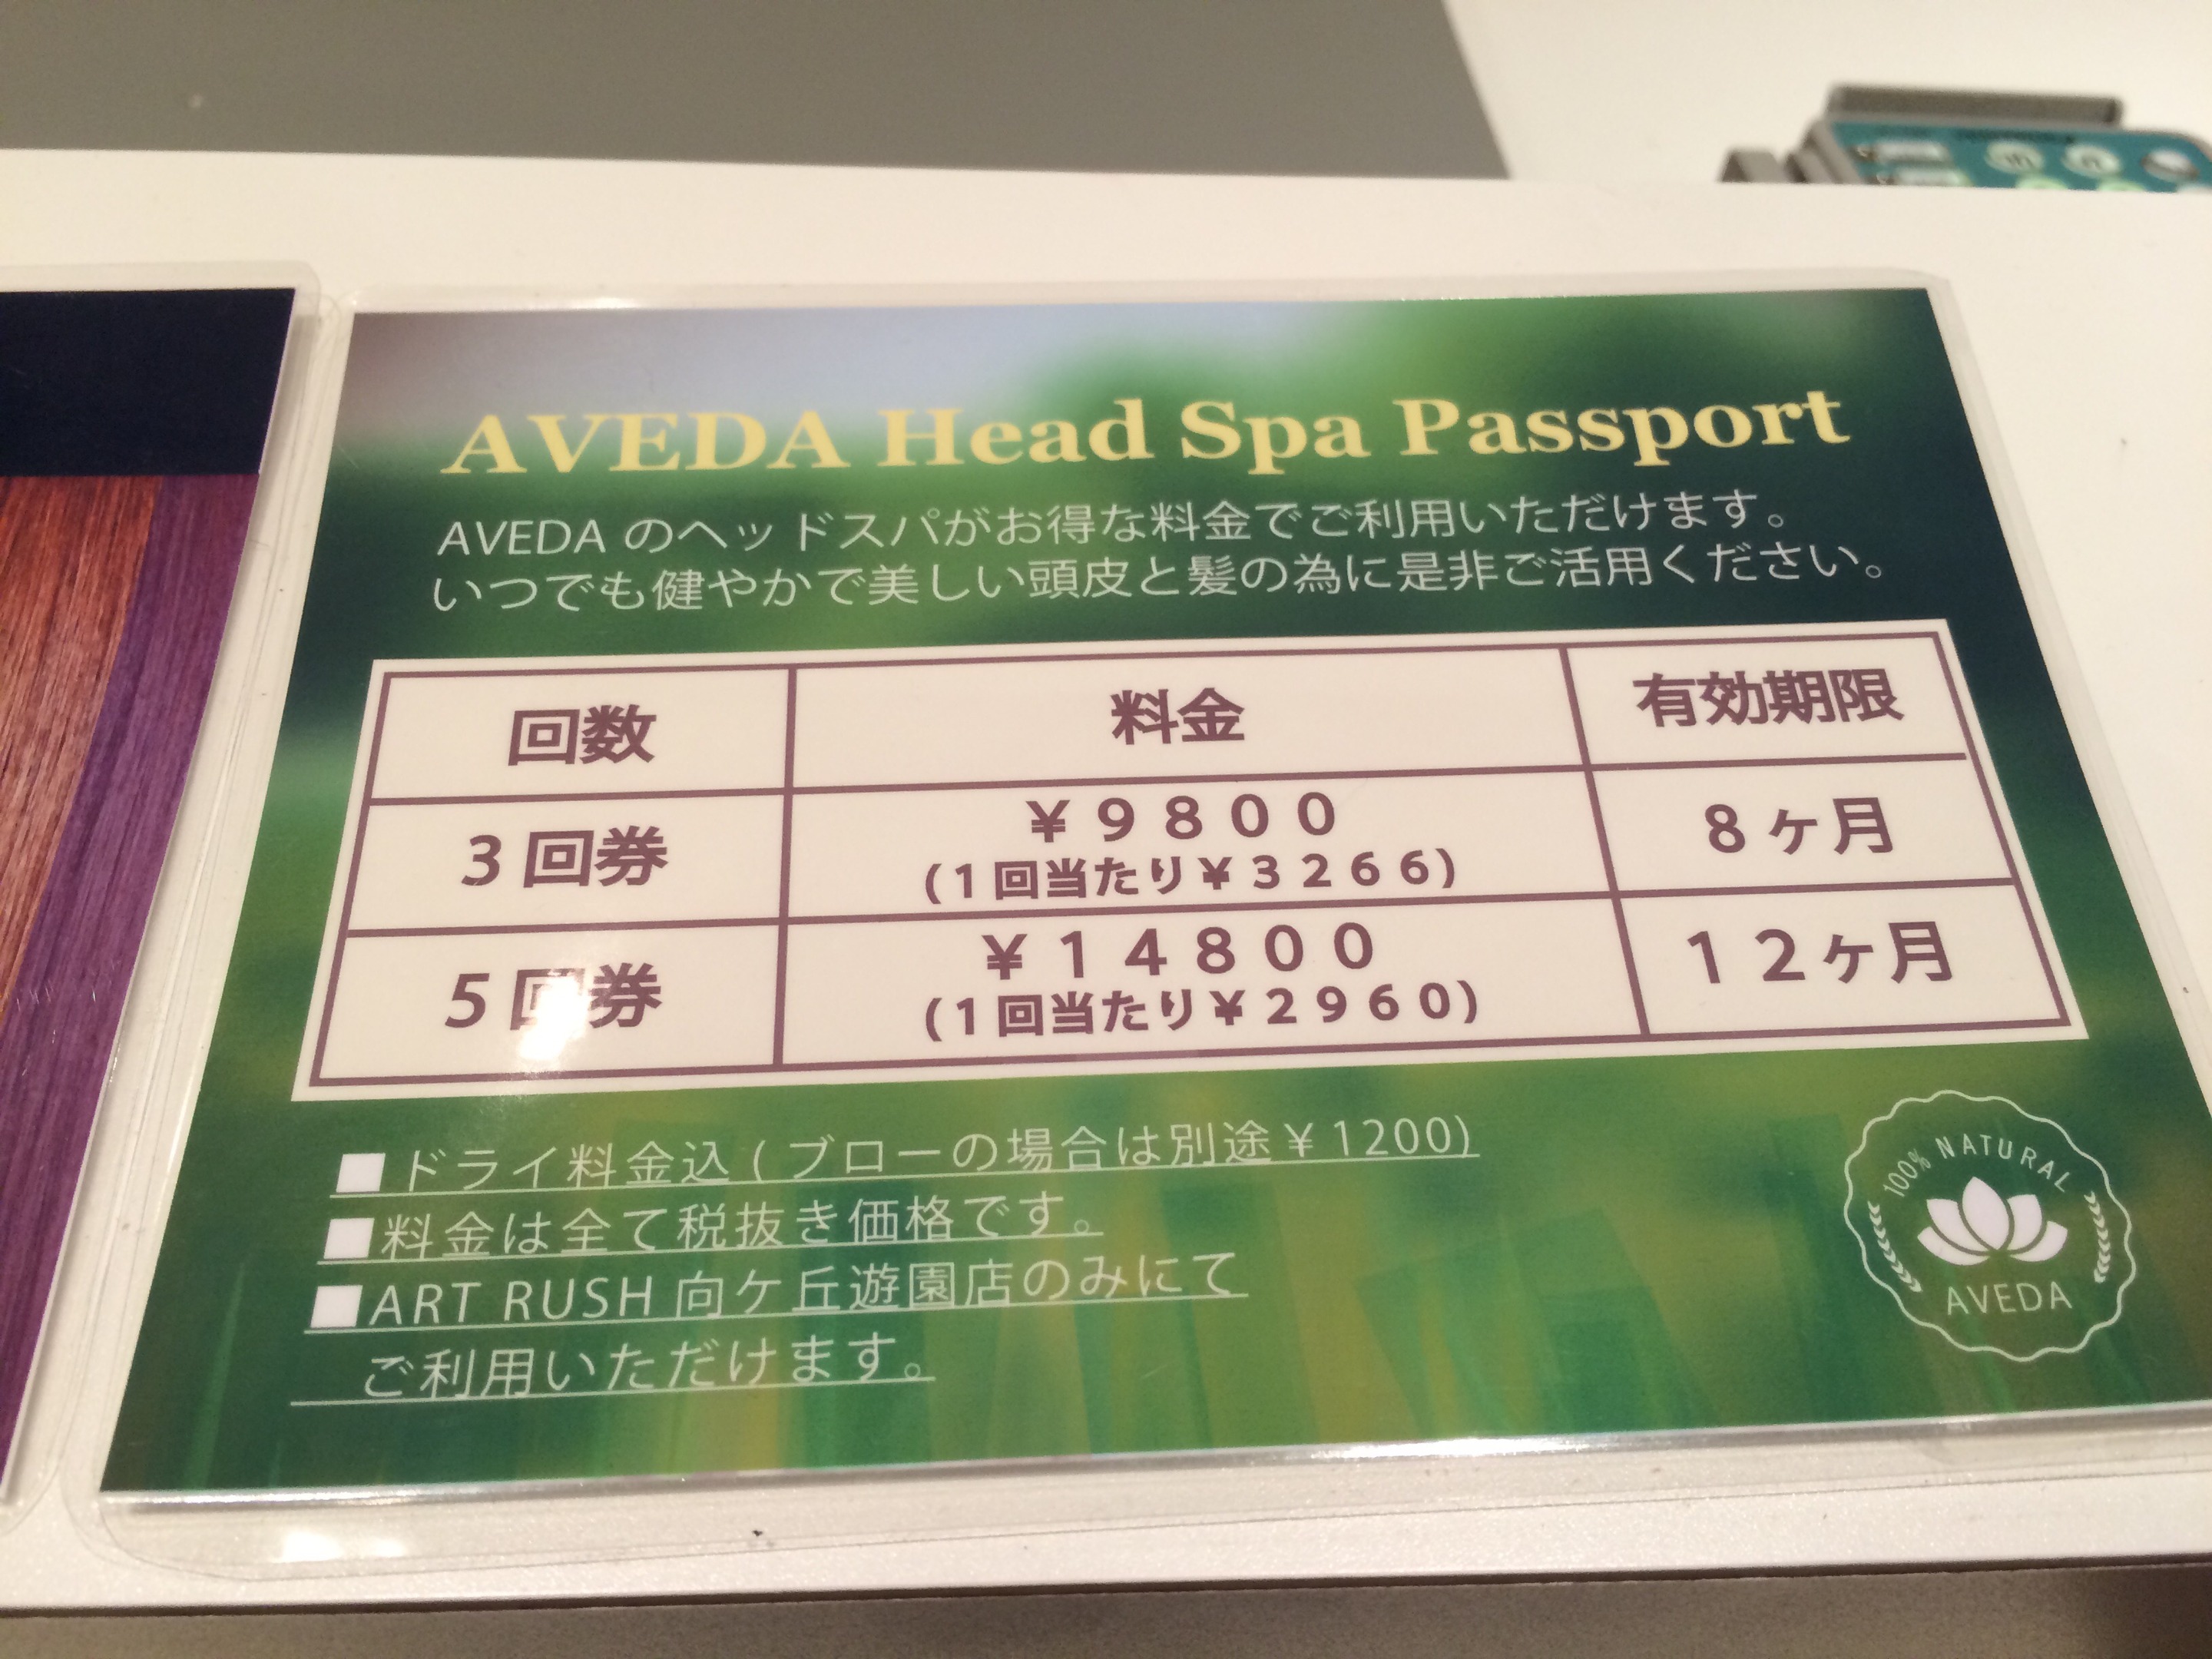 AVEDA Head Spa Passport
AVEDA のヘッドスパがお得な料金でご利用いただけます。
いつでも健やかで美しい頭皮と髪の為に是非ご活用ください。
回数 料金 有効期限
3回券 ¥9800 8ヶ月
(1回当たり¥3266)
5回券 ¥14800 12ヶ月
(1回当たり¥2960)
■ドライ料金込(ブローの場合は別途¥1200)
■料金は全て税抜き価格です。
■ART RUSH 向ケ丘遊園店のみにて
ご利用いただけます。
100% NATURAL
AVEDA